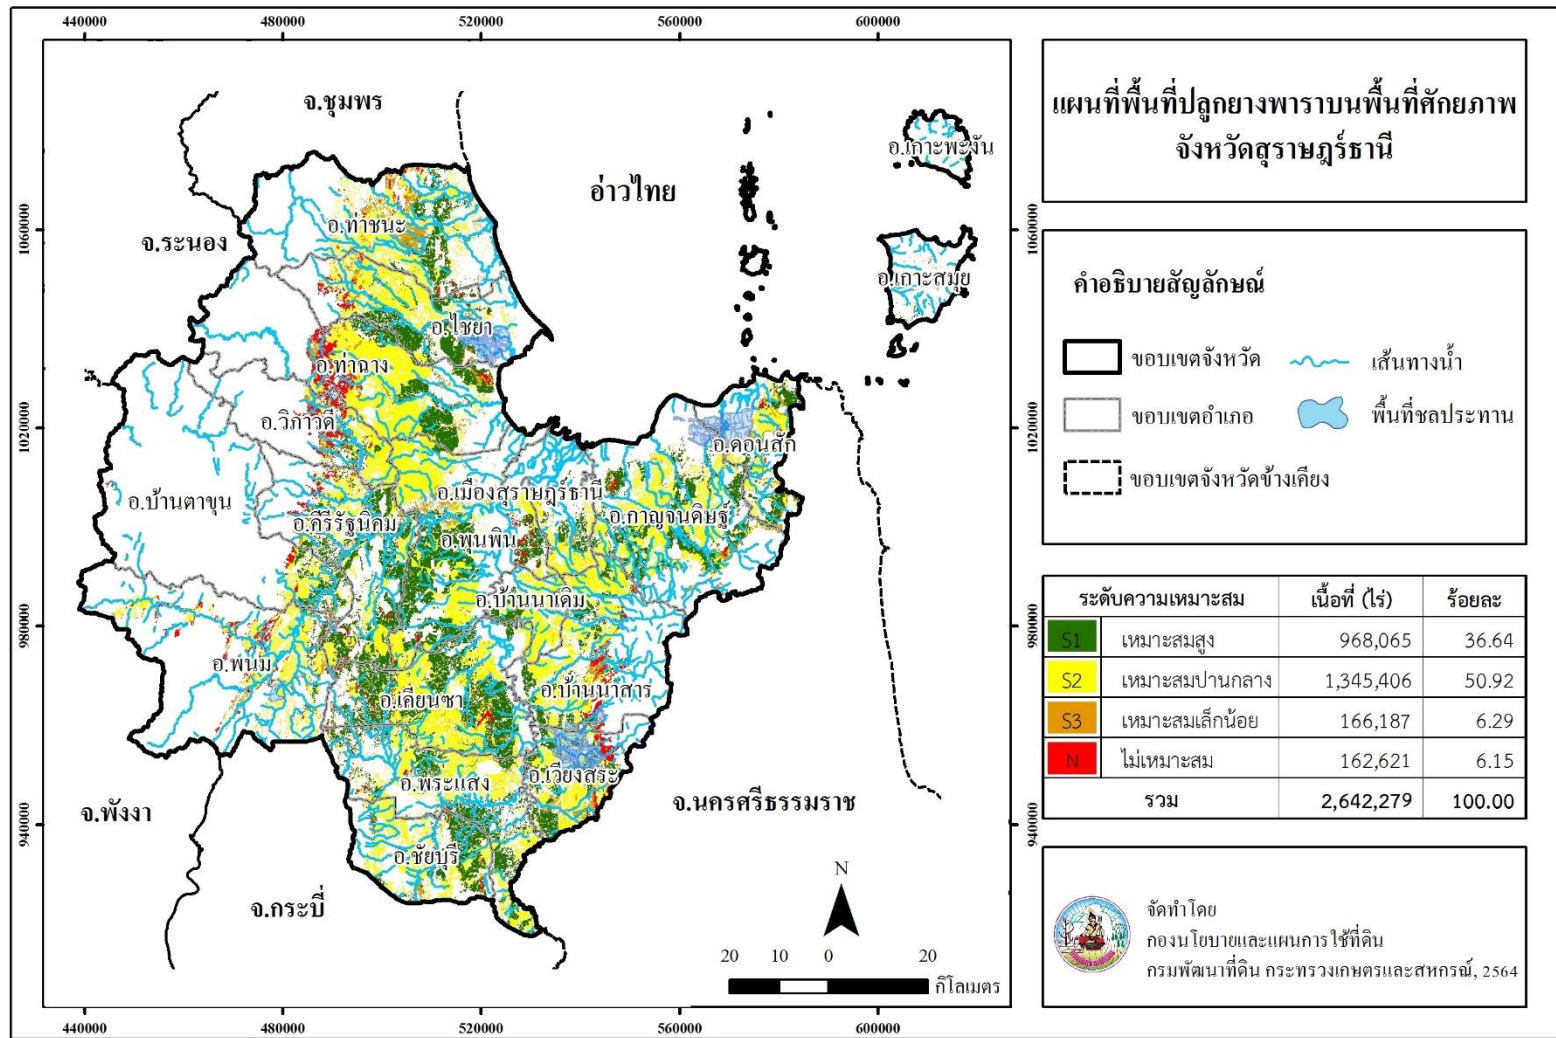 440000 480000 520000 560000 600000
แผนที่พื้นที่ปลูกยางพาราบนพื้นที่ศักยภาพ
จังหวัดสุราษฎร์ธานี
จ.ชุมพร
อ.เกาะพะงัน
อ่าวไทย
อ.ท่าชนะ
จ.ระนอง
อ.เกาะสมุย
อ.ไชยา
อ.ท่าฉาง
อ.วิภาวดี
อ.ดอนสัก
อ.บ้านตาขุน
อ.เมืองสุราษฎร์ธานี
อ.คีรีรัฐนิคม
อ.กาญจนดิษฐ์
อ.พุนพิน
อ.บ้านนาเดิม
อ.พนม
อ.เคียนซา
อ.บ้านนาสาร
อ.พระแสง
อ.เวียงสระ
จ.พังงา
จ.นครศรีธรรมราช
อ.ชัยบุรี
จ.กระบี่
1060000
1020000
980000
940000
1060000
1020000
980000
940000
N
20 10 0 20
กิโลเมตร
440000 480000 520000 560000 600000
คำอธิบายสัญลักษณ์
ขอบเขตจังหวัด เส้นทางน้ำ
ขอบเขตอำเภอ พื้นที่ชลประทาน
ขอบเขตจังหวัดข้างเคียง
ระดับความเหมาะสม เนื้อที่ (ไร่) ร้อยละ
S1 เหมาะสมสูง 968,065 36.64
S2 เหมาะสมปานกลาง 1,345,406 50.92
S3 เหมาะสมเล็กน้อย 166,187 6.29
N ไม่เหมาะสม 162,621 6.15
รวม 2,642,279 100.00
จัดทำโดย
กองนโยบายและแผนการใช้ที่ดิน
กรมพัฒนาที่ดิน กระทรวงเกษตรและสหกรณ์, 2564